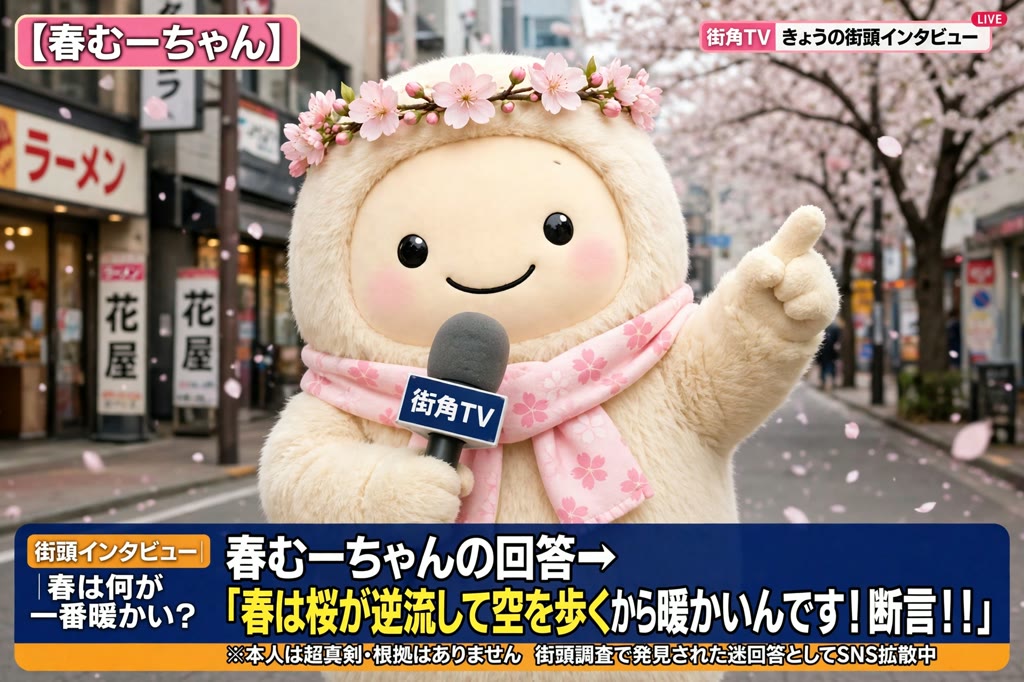 【春むーちゃん】
LIVE
街角TV きょうの街頭インタビュー
ラーメン
ラーメン
花屋
花屋
街角TV
街頭インタビュー
春は何が
一番暖かい？
春むーちゃんの回答→
「春は桜が逆流して空を歩くから暖かいんです！断言！！」
※本人は超真剣・根拠はありません 街頭調査で発見された迷回答としてSNS拡散中